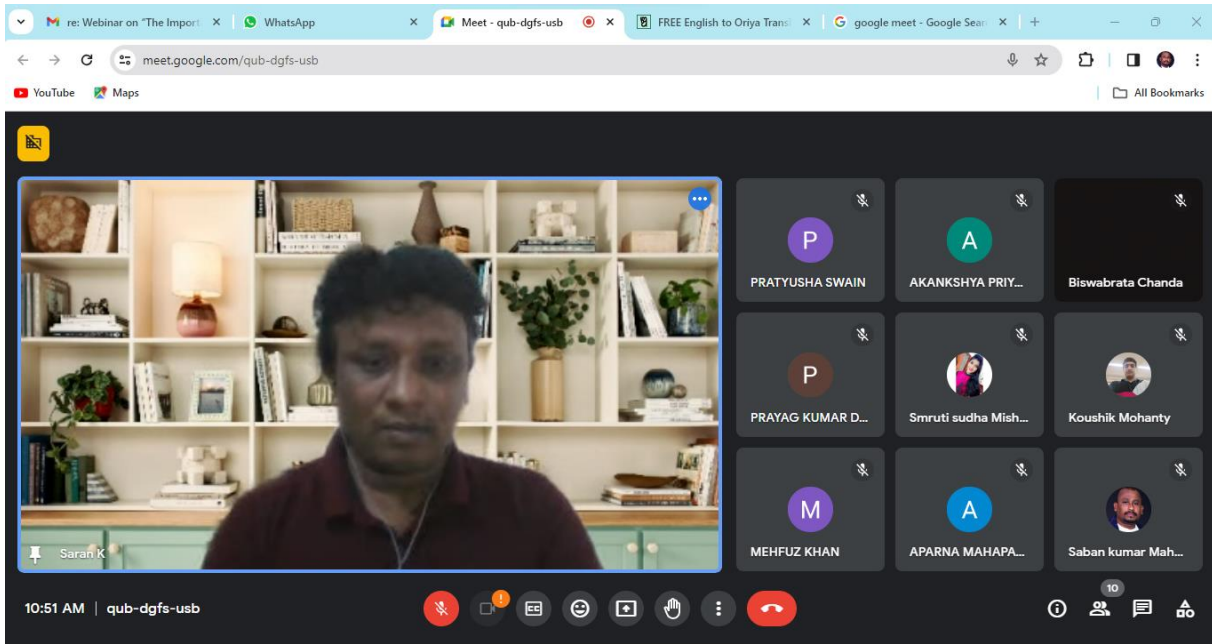 re: Webinar on "The Import
WhatsApp
Meet - qub-dgfs-usb
FREE English to Oriya Transl
google meet - Google Sear
meet.google.com/qub-dgfs-usb
YouTube
Maps
All Bookmarks
P
A
PRATYUSHA SWAIN
AKANKSHYA PRIY...
Biswabrata Chanda
P
PRAYAG KUMAR D...
Smruti sudha Mish...
Koushik Mohanty
M
A
MEHFUZ KHAN
APARNA MAHAPA...
Saban kumar Mah...
Saran K
10:51 AM | qub-dgfs-usb
CC
10